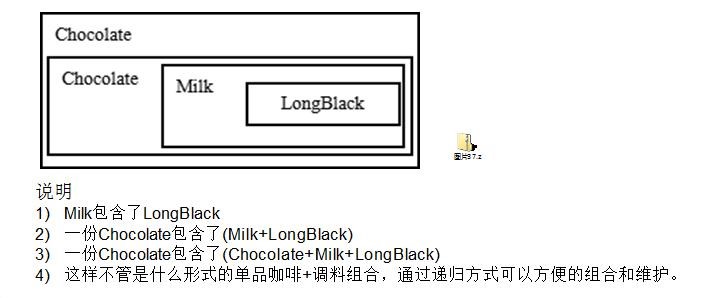 Chocolate
Chocolate
Milk
LongBlack
图片37.z
说明
1) Milk包含了LongBlack
2) 一份Chocolate包含了(Milk+LongBlack)
3) 一份Chocolate包含了(Chocolate+Milk+LongBlack)
4) 这样不管是什么形式的单品咖啡+调料组合，通过递归方式可以方便的组合和维护。